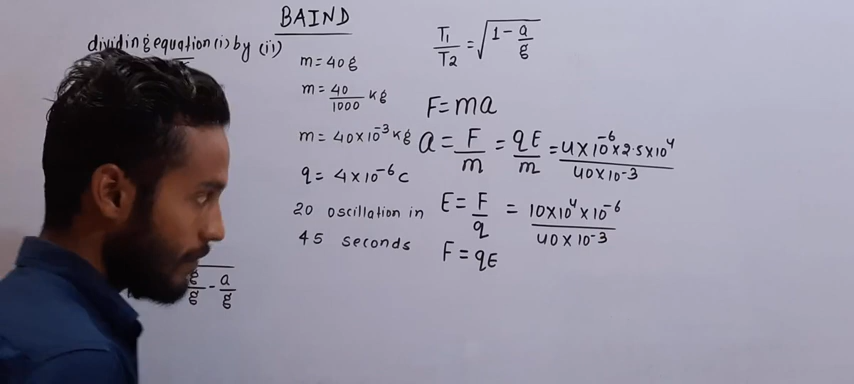 BAIND
dividing equation (i) by (ii)
m = 40g
m = 40/1000 kg
m = 40×10⁻³ kg
q = 4×10⁻⁶ C
20 oscillation in
45 seconds
g/g - a/g
T₁/T₂ = √(1 - a/g)
F = ma
a = F/m = qE/m = 4×10⁻⁶×2.5×10⁴/40×10⁻³
E = F/q = 10×10⁴×10⁻⁶/40×10⁻³
F = qE